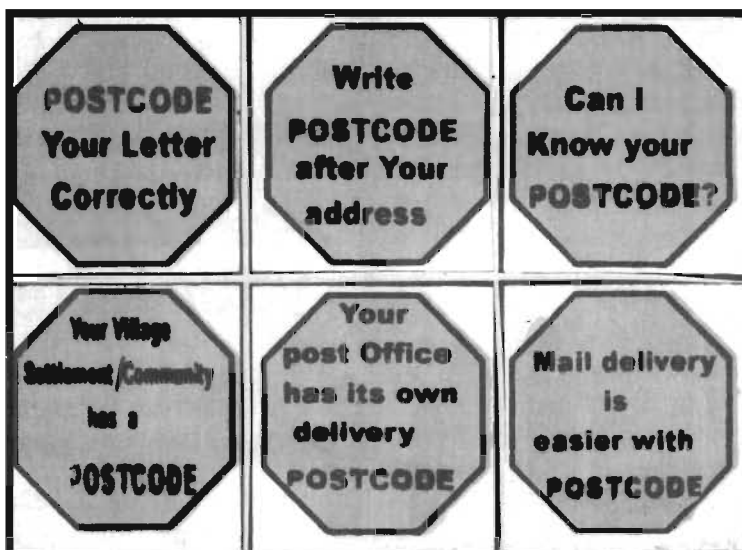 POSTCODE
Your Letter
Correctly
Write
POSTCODE
after Your
address
Can I
Know your
POSTCODE?
Your Village
Settlement/Community
has a
POSTCODE
Your
post Office
has its own
delivery
POSTCODE
Mail delivery
is
easier with
POSTCODE